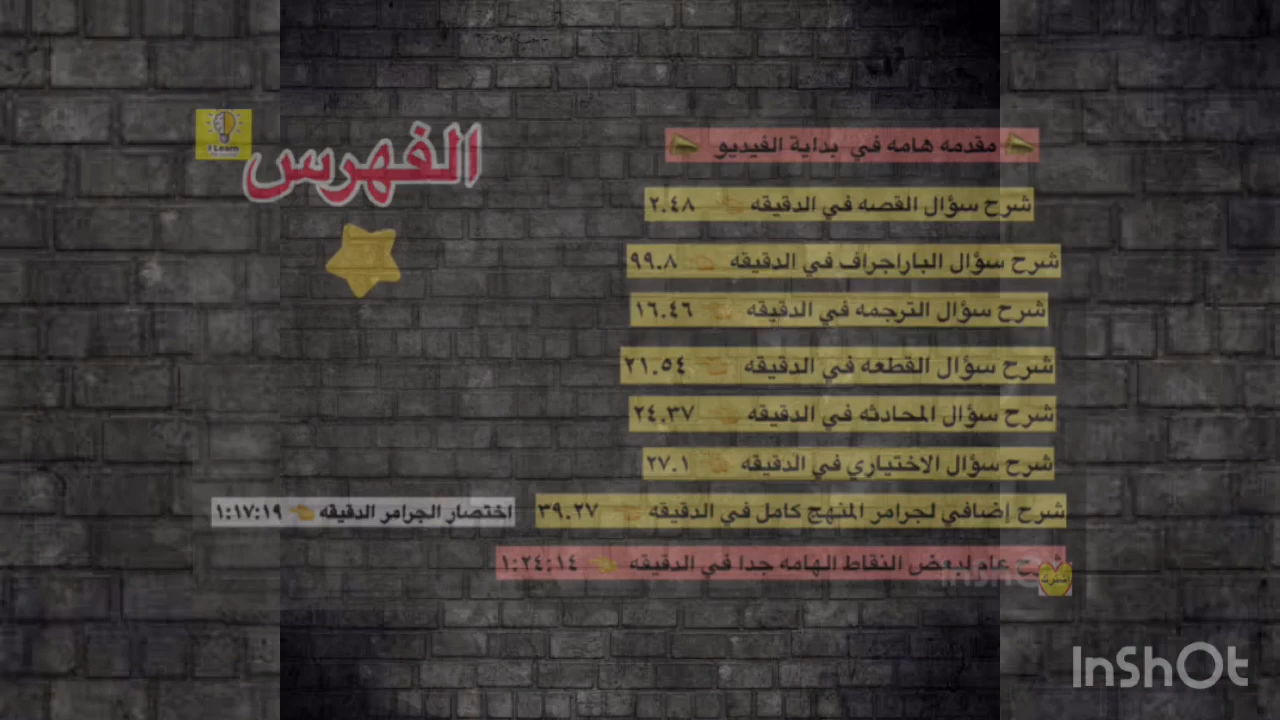 مقدمه هامه في بداية الفيديو
الفهرس
I Learn
شرح سؤال القصه في الدقيقه ٢.٤٨
شرح سؤال الباراجراف في الدقيقه ٩٩.٨
شرح سؤال الترجمه في الدقيقه ١٦.٤٦
شرح سؤال القطعه في الدقيقه ٢١.٥٤
شرح سؤال المحادثه في الدقيقه ٢٤.٣٧
شرح سؤال الاختياري في الدقيقه ٢٧.١
شرح إضافي لجرامر المنهج كامل في الدقيقه ٣٩.٢٧
اختصار الجرامر الدقيقه ١:١٧:١٩
شرح عام لبعض النقاط الهامه جدا في الدقيقه ١:٢٤:١٤
اشترك
InShOt
InShOt